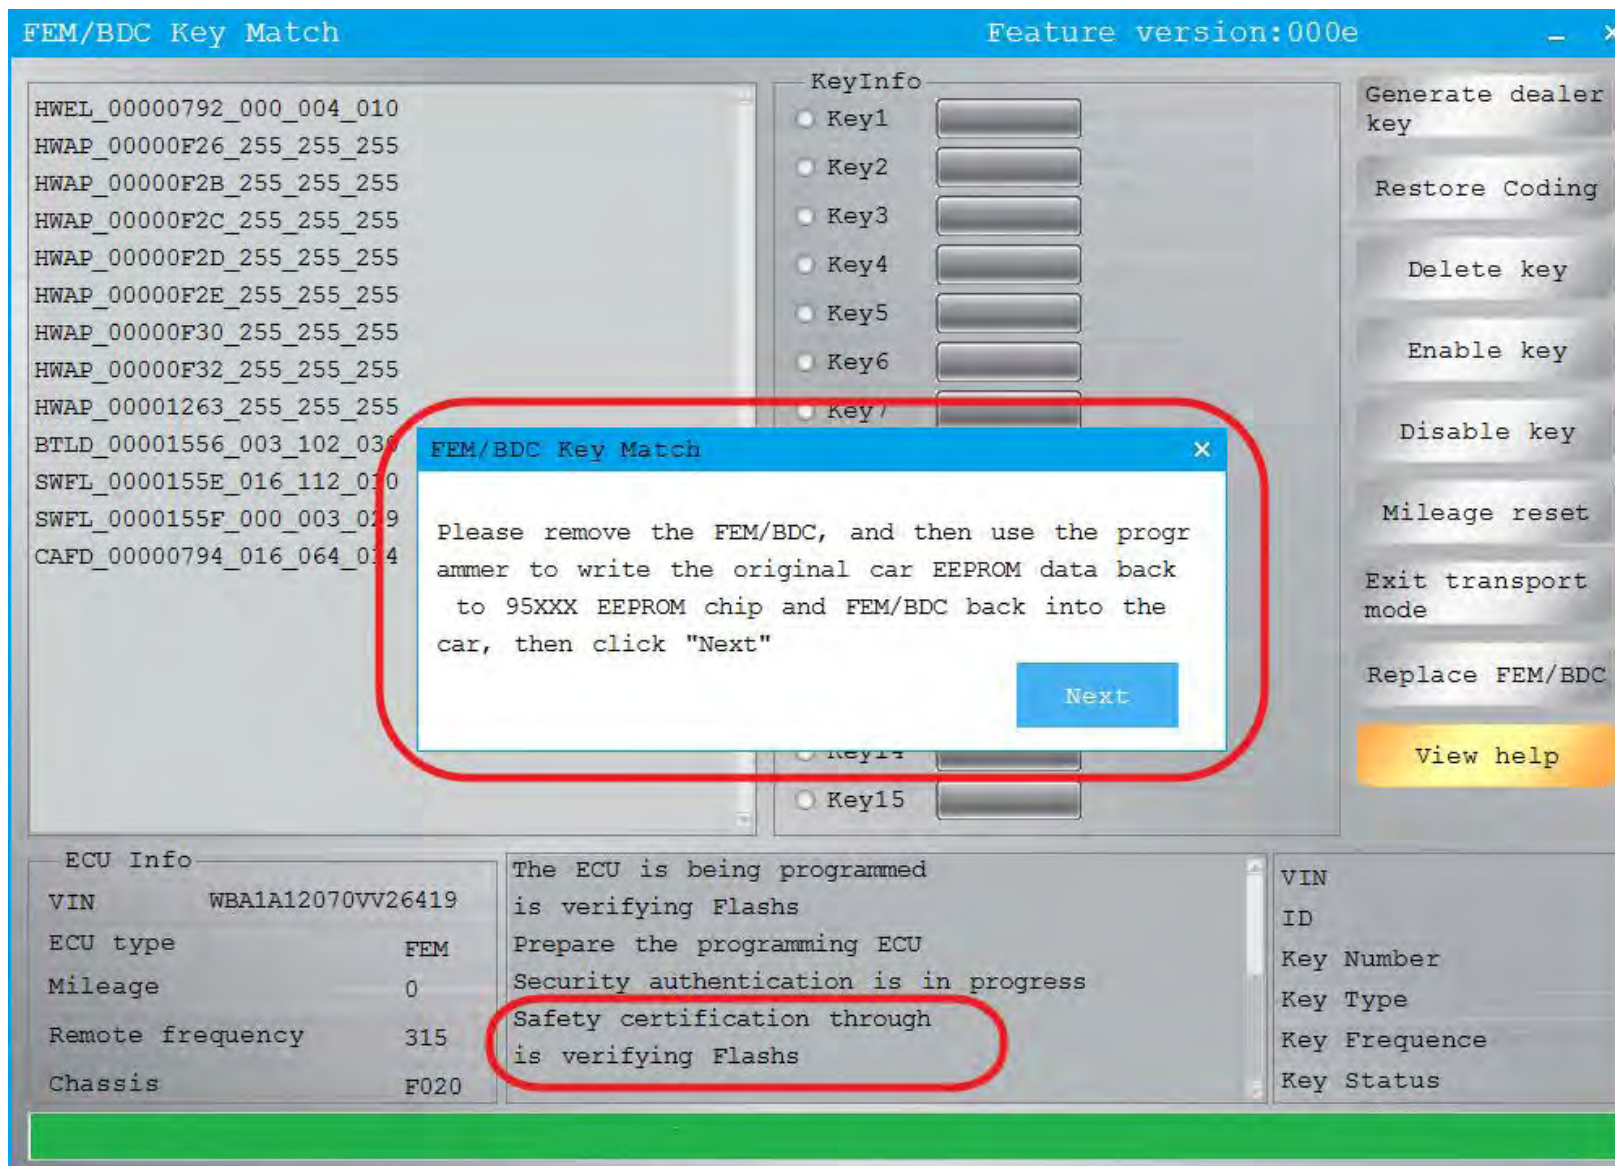 FEM/BDC Key Match
Feature version:000e
HWEL_00000792_000_004_010
HWAP_00000F26_255_255_255
HWAP_00000F2B_255_255_255
HWAP_00000F2C_255_255_255
HWAP_00000F2D_255_255_255
HWAP_00000F2E_255_255_255
HWAP_00000F30_255_255_255
HWAP_00000F32_255_255_255
HWAP_00001263_255_255_255
BTLD_00001556_003_102_030
SWFL_0000155E_016_112_010
SWFL_0000155F_000_003_029
CAFD_00000794_016_064_014
KeyInfo
Key1
Key2
Key3
Key4
Key5
Key6
Key7
Key14
Key15
Generate dealer
key
Restore Coding
Delete key
Enable key
Disable key
Mileage reset
Exit transport
mode
Replace FEM/BDC
View help
FEM/BDC Key Match
Please remove the FEM/BDC, and then use the progr
ammer to write the original car EEPROM data back
to 95XXX EEPROM chip and FEM/BDC back into the
car, then click "Next"
Next
ECU Info
VIN WBA1A12070VV26419
ECU type FEM
Mileage 0
Remote frequency 315
Chassis F020
The ECU is being programmed
is verifying Flashs
Prepare the programming ECU
Security authentication is in progress
Safety certification through
is verifying Flashs
VIN
ID
Key Number
Key Type
Key Frequence
Key Status